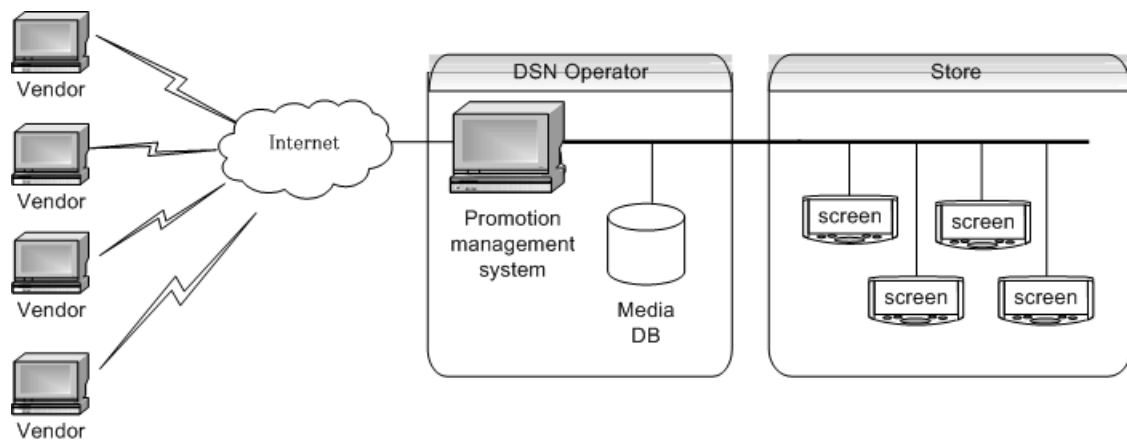 Vendor
Vendor
Vendor
Vendor
Internet
DSN Operator
Promotion
management
system
Media
DB
Store
screen
screen
screen
screen